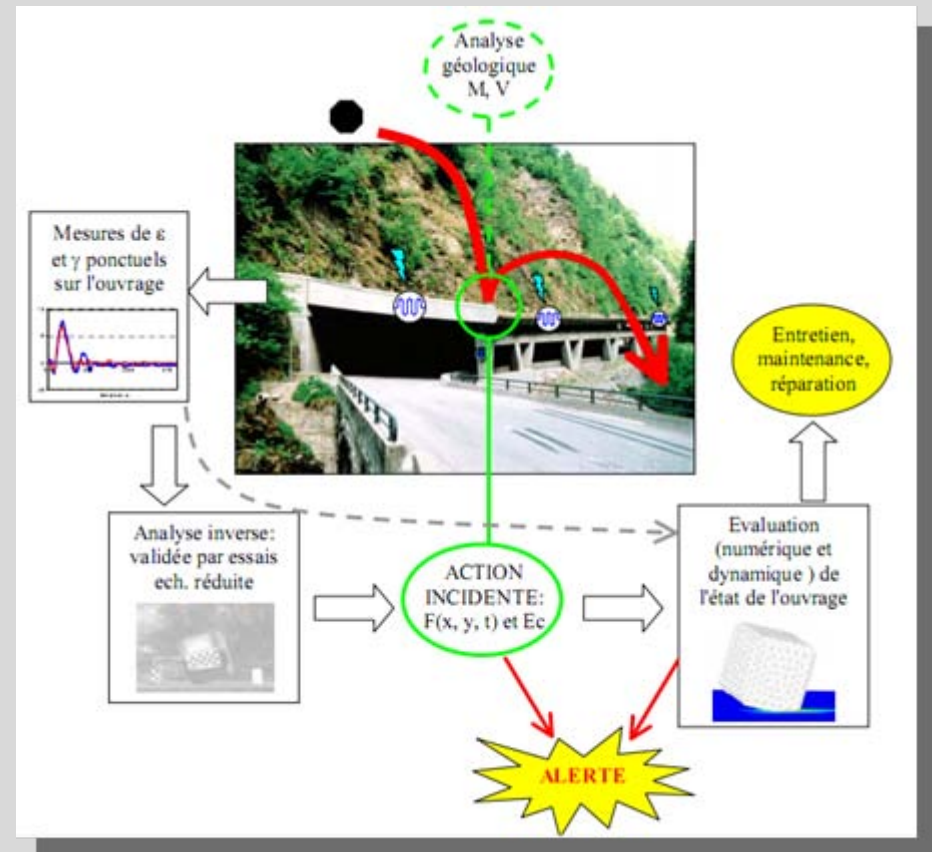 Analyse
géologique
M, V
Mesures de ε
et γ ponctuels
sur l'ouvrage
Entretien,
maintenance,
réparation
Analyse inverse:
validée par essais
ech. réduite
ACTION
INCIDENTE:
F(x, y, t) et Ec
Evaluation
(numérique et
dynamique ) de
l'état de l'ouvrage
ALERTE